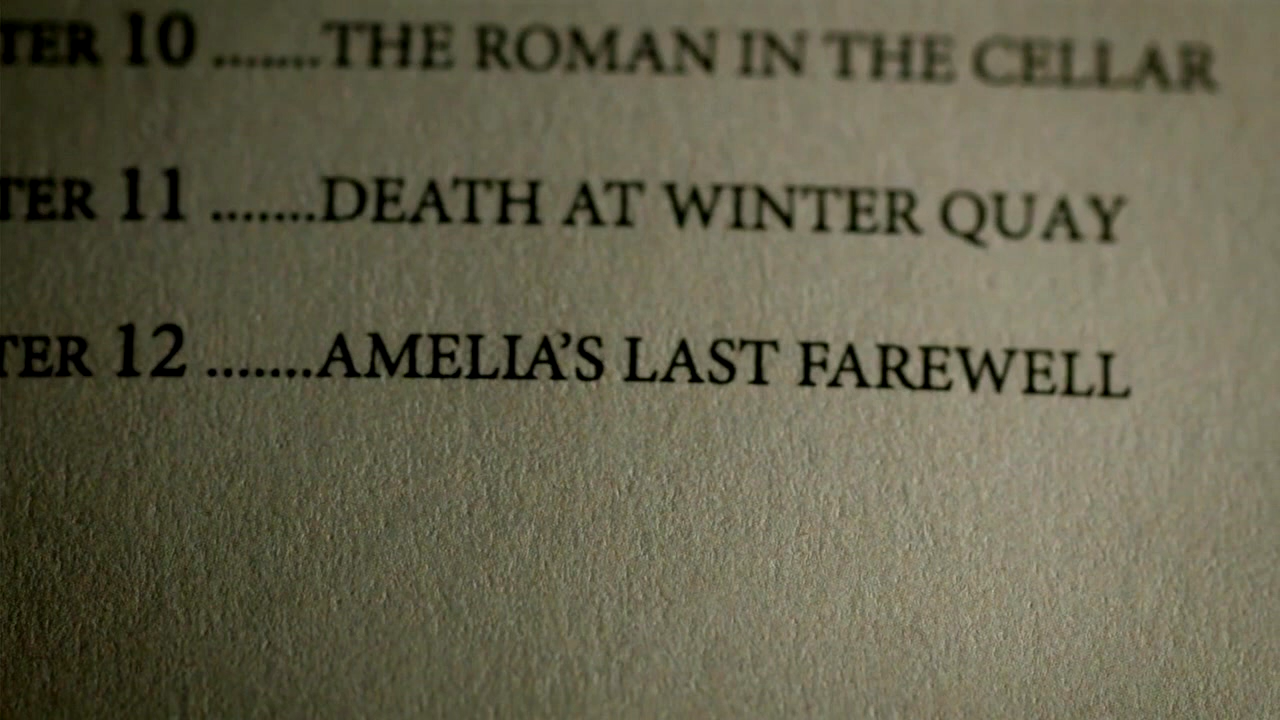 TER 10 .......THE ROMAN IN THE CELLAR
TER 11 .......DEATH AT WINTER QUAY
TER 12 .......AMELIA’S LAST FAREWELL